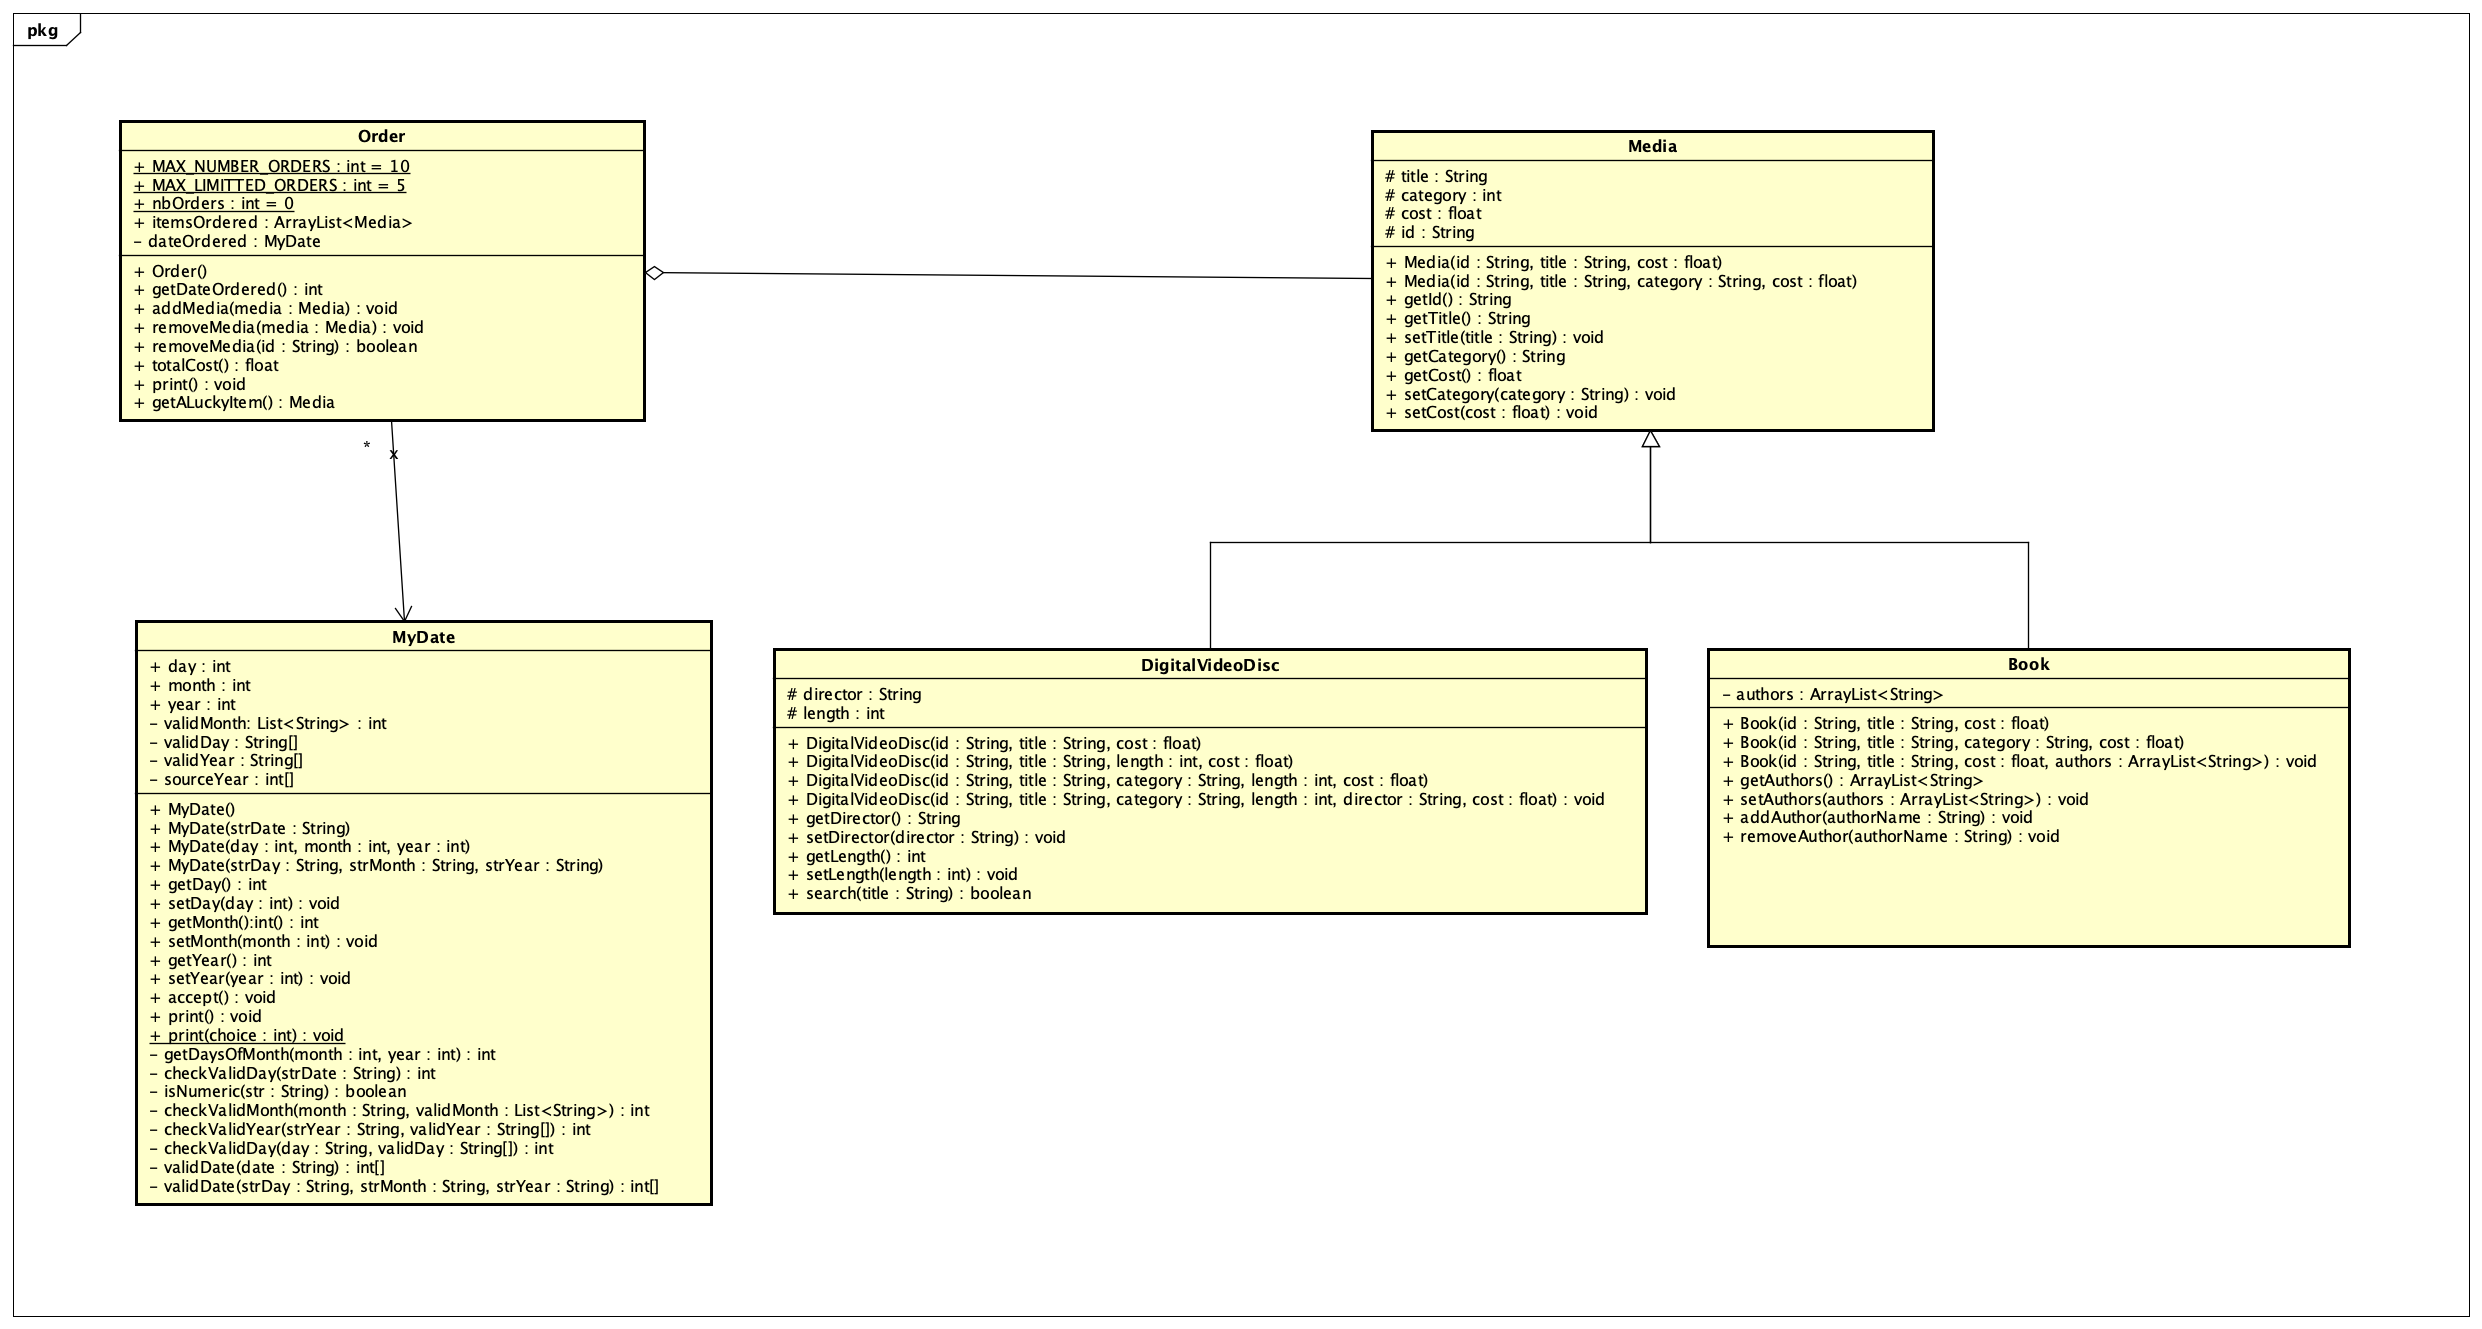 pkg
Order
+ MAX_NUMBER_ORDERS : int = 10
+ MAX_LIMITTED_ORDERS : int = 5
+ nbOrders : int = 0
+ itemsOrdered : ArrayList<Media>
- dateOrdered : MyDate
+ Order()
+ getDateOrdered() : int
+ addMedia(media : Media) : void
+ removeMedia(media : Media) : void
+ removeMedia(id : String) : boolean
+ totalCost() : float
+ print() : void
+ getALuckyItem() : Media
Media
# title : String
# category : int
# cost : float
# id : String
+ Media(id : String, title : String, cost : float)
+ Media(id : String, title : String, category : String, cost : float)
+ getId() : String
+ getTitle() : String
+ setTitle(title : String) : void
+ getCategory() : String
+ getCost() : float
+ setCategory(category : String) : void
+ setCost(cost : float) : void
*
x
MyDate
+ day : int
+ month : int
+ year : int
- validMonth: List<String> : int
- validDay : String[]
- validYear : String[]
- sourceYear : int[]
+ MyDate()
+ MyDate(strDate : String)
+ MyDate(day : int, month : int, year : int)
+ MyDate(strDay : String, strMonth : String, strYear : String)
+ getDay() : int
+ setDay(day : int) : void
+ getMonth():int() : int
+ setMonth(month : int) : void
+ getYear() : int
+ setYear(year : int) : void
+ accept() : void
+ print() : void
+ print(choice : int) : void
- getDaysOfMonth(month : int, year : int) : int
- checkValidDay(strDate : String) : int
- isNumeric(str : String) : boolean
- checkValidMonth(month : String, validMonth : List<String>) : int
- checkValidYear(strYear : String, validYear : String[]) : int
- checkValidDay(day : String, validDay : String[]) : int
- validDate(date : String) : int[]
- validDate(strDay : String, strMonth : String, strYear : String) : int[]
DigitalVideoDisc
# director : String
# length : int
+ DigitalVideoDisc(id : String, title : String, cost : float)
+ DigitalVideoDisc(id : String, title : String, length : int, cost : float)
+ DigitalVideoDisc(id : String, title : String, category : String, length : int, cost : float)
+ DigitalVideoDisc(id : String, title : String, category : String, length : int, director : String, cost : float) : void
+ getDirector() : String
+ setDirector(director : String) : void
+ getLength() : int
+ setLength(length : int) : void
+ search(title : String) : boolean
Book
- authors : ArrayList<String>
+ Book(id : String, title : String, cost : float)
+ Book(id : String, title : String, category : String, cost : float)
+ Book(id : String, title : String, cost : float, authors : ArrayList<String>) : void
+ getAuthors() : ArrayList<String>
+ setAuthors(authors : ArrayList<String>) : void
+ addAuthor(authorName : String) : void
+ removeAuthor(authorName : String) : void